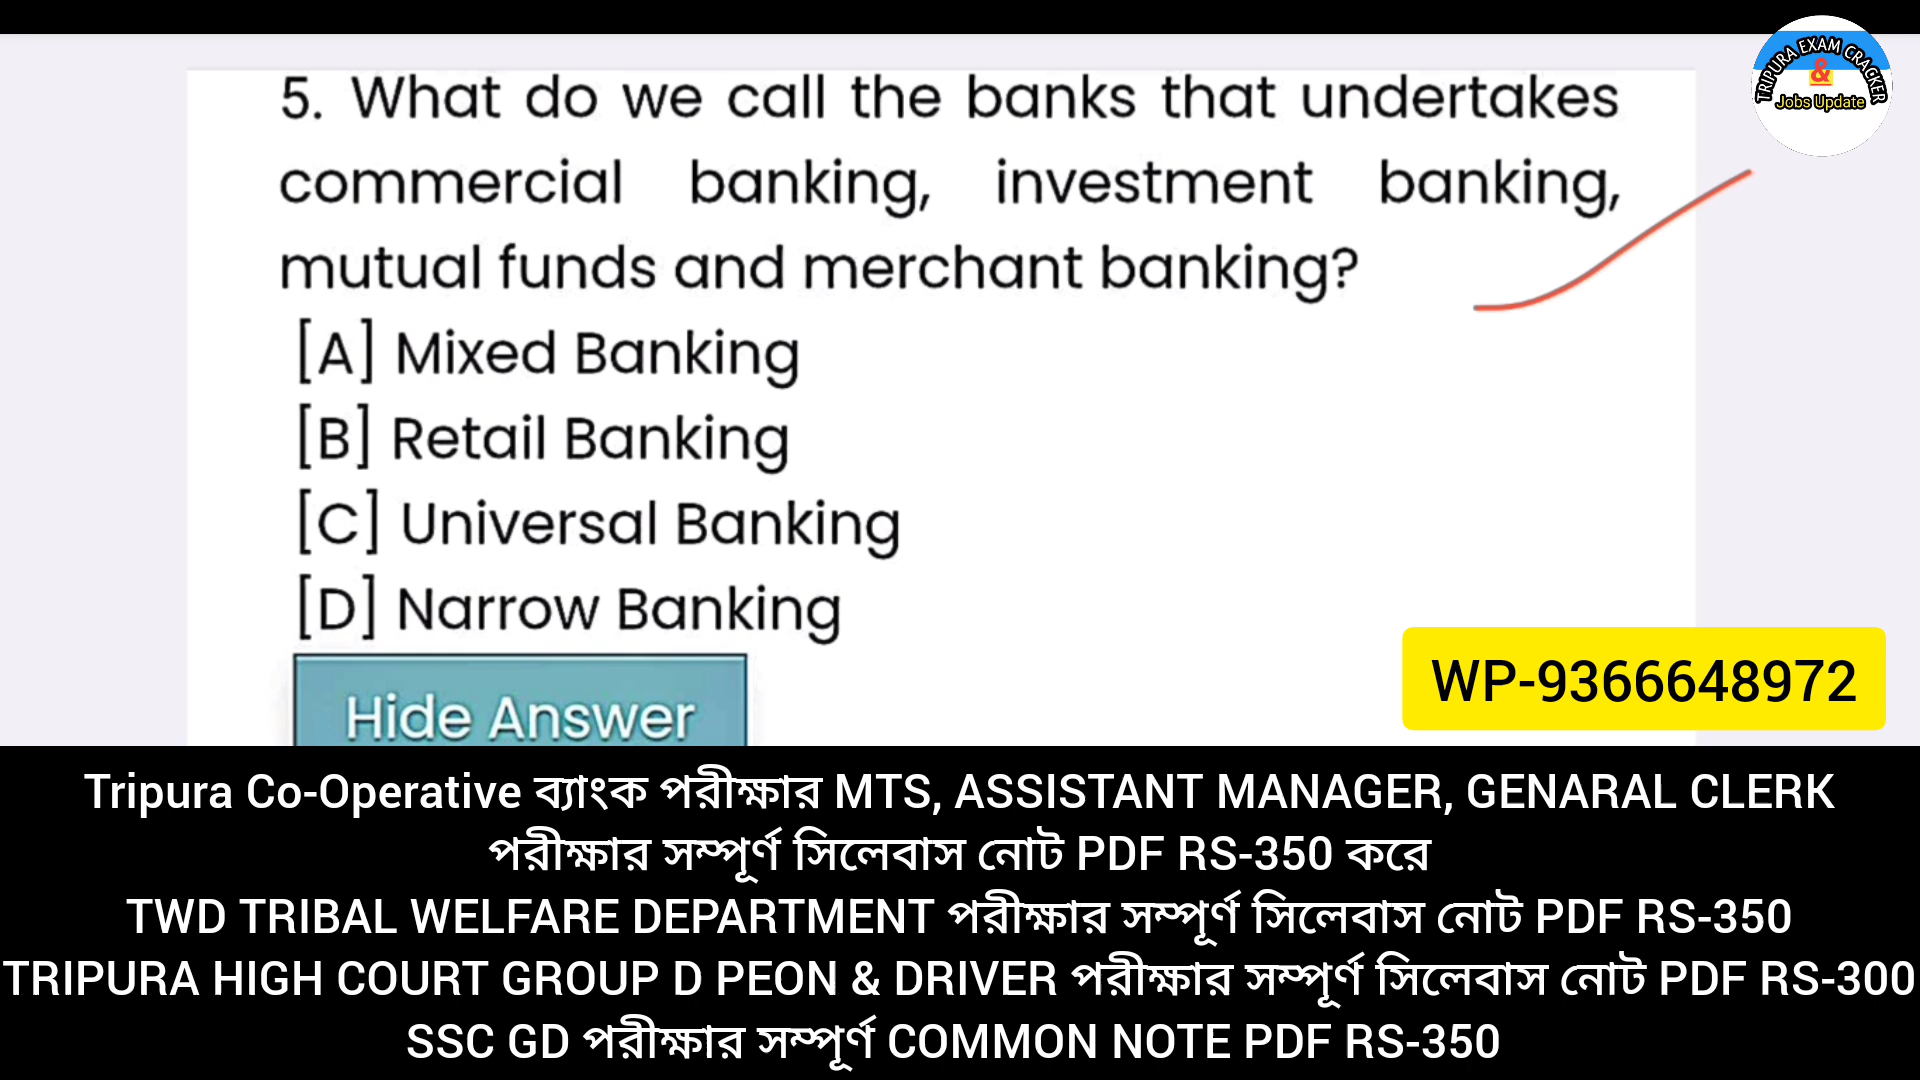 TRIPURA EXAM CRACKER
&
Jobs Update
5. What do we call the banks that undertakes
commercial banking, investment banking,
mutual funds and merchant banking?
[A] Mixed Banking
[B] Retail Banking
[C] Universal Banking
[D] Narrow Banking
Hide Answer
WP-9366648972
Tripura Co-Operative ব্যাংক পরীক্ষার MTS, ASSISTANT MANAGER, GENARAL CLERK
পরীক্ষার সম্পূর্ণ সিলেবাস নোট PDF RS-350 করে
TWD TRIBAL WELFARE DEPARTMENT পরীক্ষার সম্পূর্ণ সিলেবাস নোট PDF RS-350
TRIPURA HIGH COURT GROUP D PEON & DRIVER পরীক্ষার সম্পূর্ণ সিলেবাস নোট PDF RS-300
SSC GD পরীক্ষার সম্পূর্ণ COMMON NOTE PDF RS-350